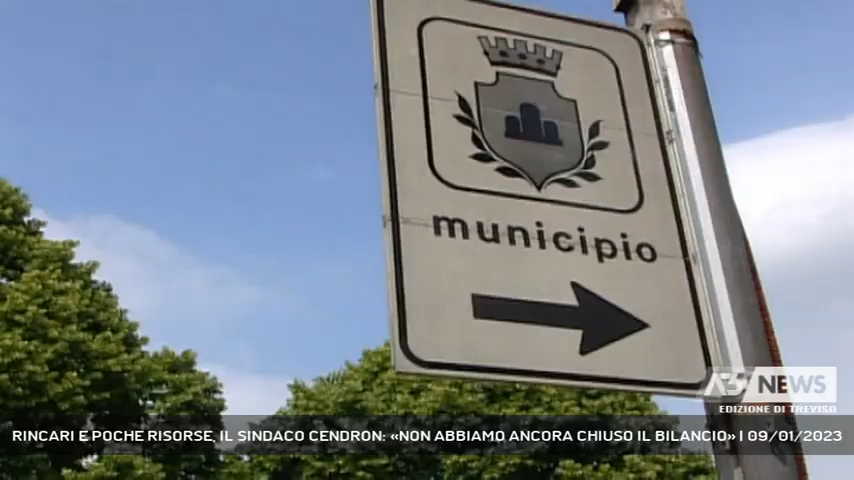 municipio
A3 NEWS
EDIZIONE DI TREVISO
RINCARI E POCHE RISORSE, IL SINDACO CENDRON: «NON ABBIAMO ANCORA CHIUSO IL BILANCIO» | 09/01/2023